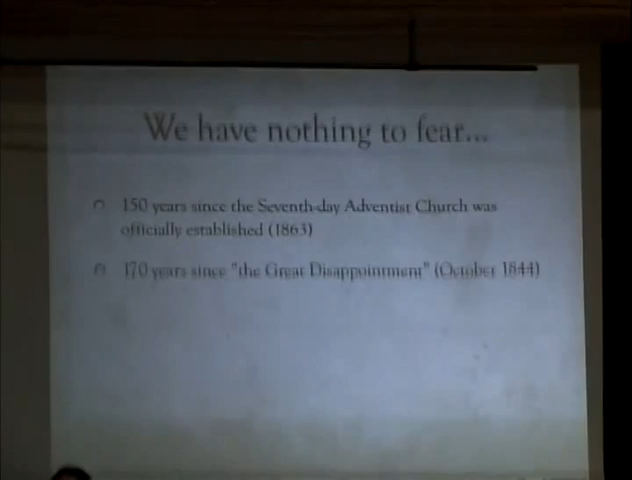 We have nothing to fear...
150 years since the Seventh-day Adventist Church was
officially established (1863)
170 years since "the Great Disappointment" (October 1844)